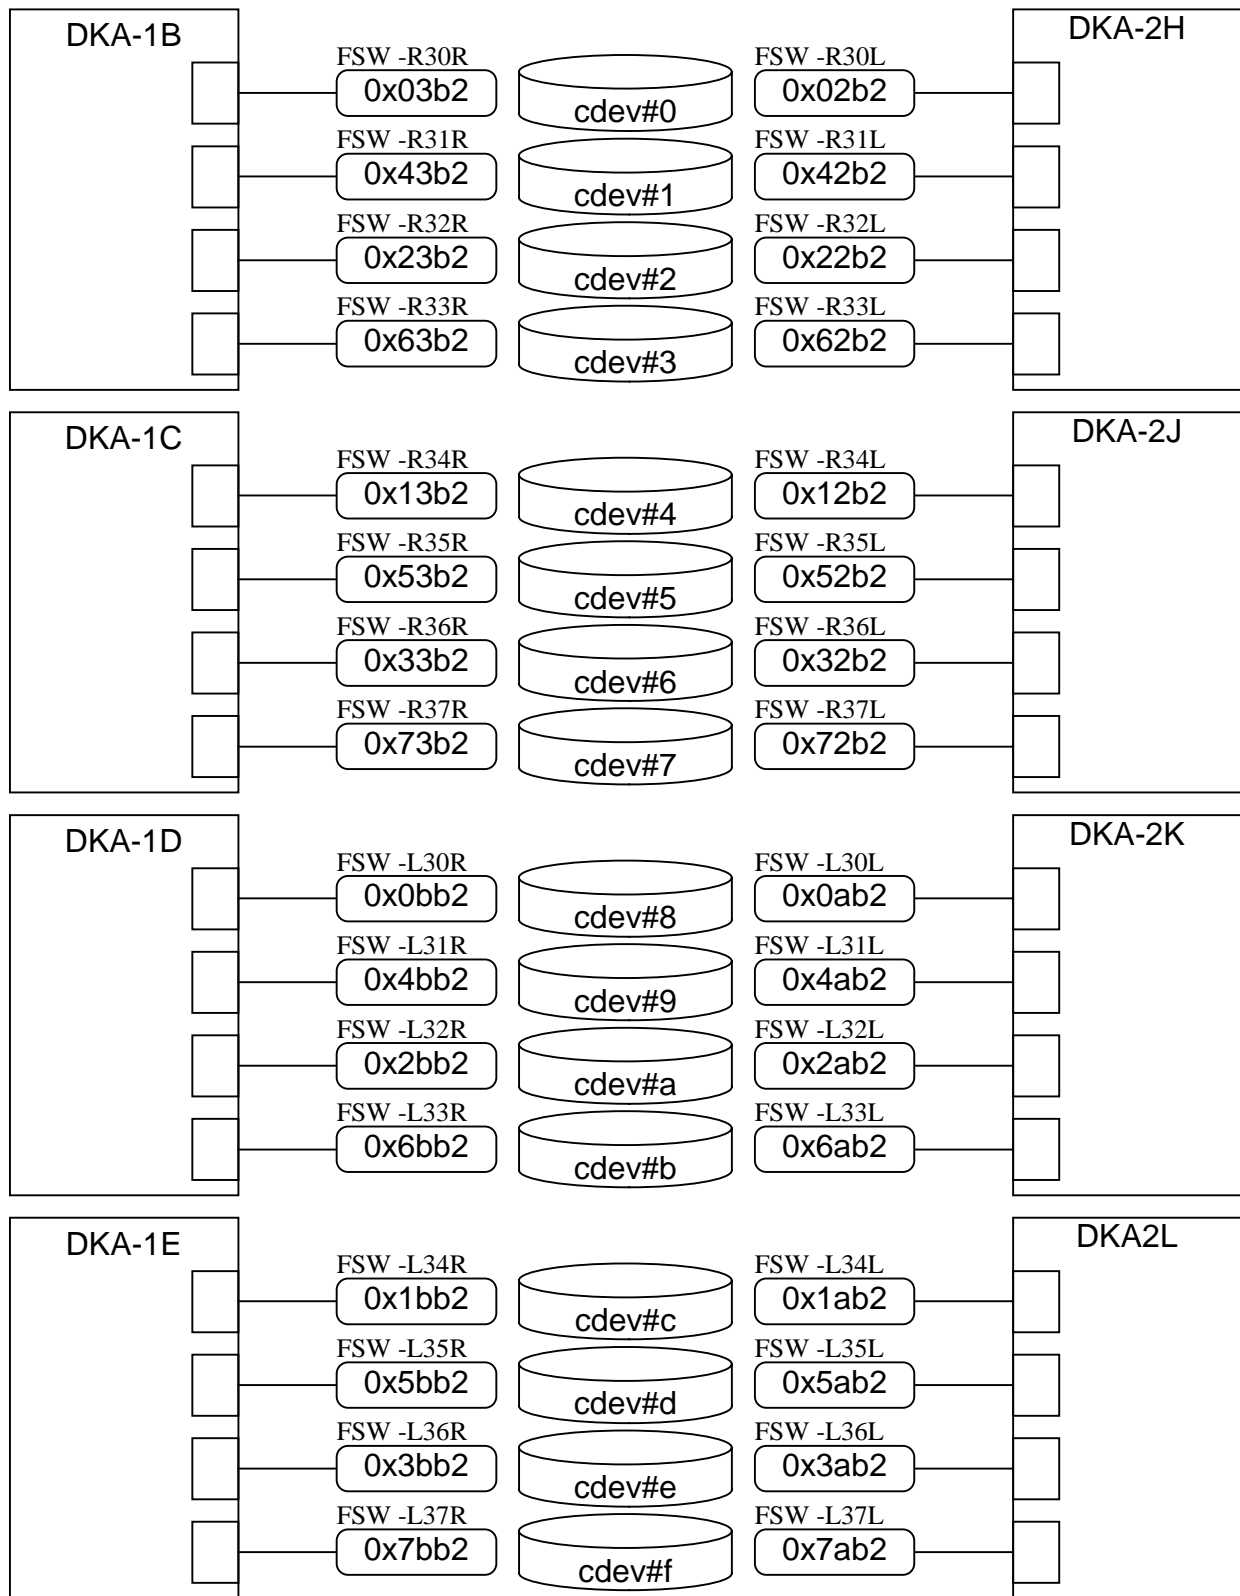 DKA-1B DKA-2H
FSW -R30R FSW -R30L
0x03b2 cdev#0 0x02b2
FSW -R31R FSW -R31L
0x43b2 cdev#1 0x42b2
FSW -R32R FSW -R32L
0x23b2 cdev#2 0x22b2
FSW -R33R FSW -R33L
0x63b2 cdev#3 0x62b2
DKA-1C DKA-2J
FSW -R34R FSW -R34L
0x13b2 cdev#4 0x12b2
FSW -R35R FSW -R35L
0x53b2 cdev#5 0x52b2
FSW -R36R FSW -R36L
0x33b2 cdev#6 0x32b2
FSW -R37R FSW -R37L
0x73b2 cdev#7 0x72b2
DKA-1D DKA-2K
FSW -L30R FSW -L30L
0x0bb2 cdev#8 0x0ab2
FSW -L31R FSW -L31L
0x4bb2 cdev#9 0x4ab2
FSW -L32R FSW -L32L
0x2bb2 cdev#a 0x2ab2
FSW -L33R FSW -L33L
0x6bb2 cdev#b 0x6ab2
DKA-1E DKA2L
FSW -L34R FSW -L34L
0x1bb2 cdev#c 0x1ab2
FSW -L35R FSW -L35L
0x5bb2 cdev#d 0x5ab2
FSW -L36R FSW -L36L
0x3bb2 cdev#e 0x3ab2
FSW -L37R FSW -L37L
0x7bb2 cdev#f 0x7ab2